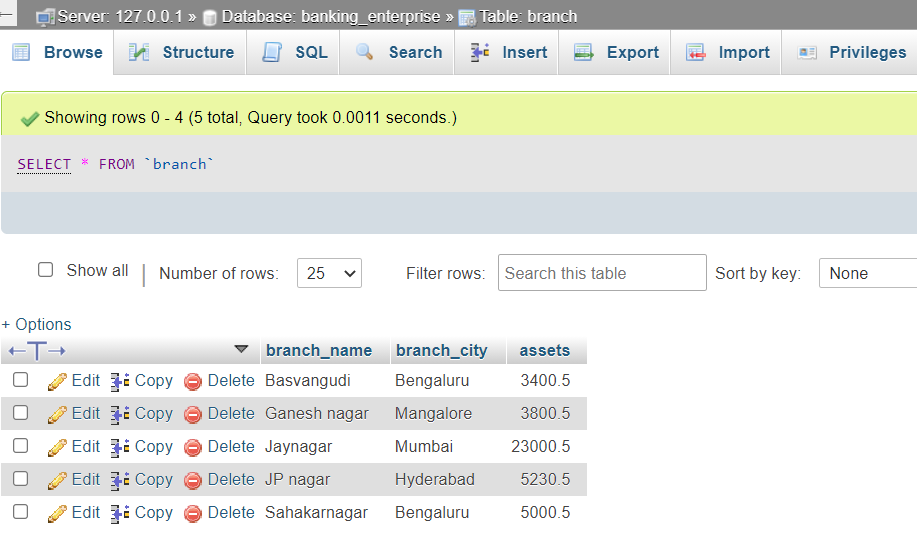 Server: 127.0.0.1 » Database: banking_enterprise » Table: branch
Browse Structure SQL Search Insert Export Import Privileges
Showing rows 0 - 4 (5 total, Query took 0.0011 seconds.)
SELECT * FROM `branch`
Show all | Number of rows: 25 Filter rows: Search this table Sort by key: None
+ Options
branch_name branch_city assets
Edit Copy Delete Basvangudi Bengaluru 3400.5
Edit Copy Delete Ganesh nagar Mangalore 3800.5
Edit Copy Delete Jaynagar Mumbai 23000.5
Edit Copy Delete JP nagar Hyderabad 5230.5
Edit Copy Delete Sahakarnagar Bengaluru 5000.5